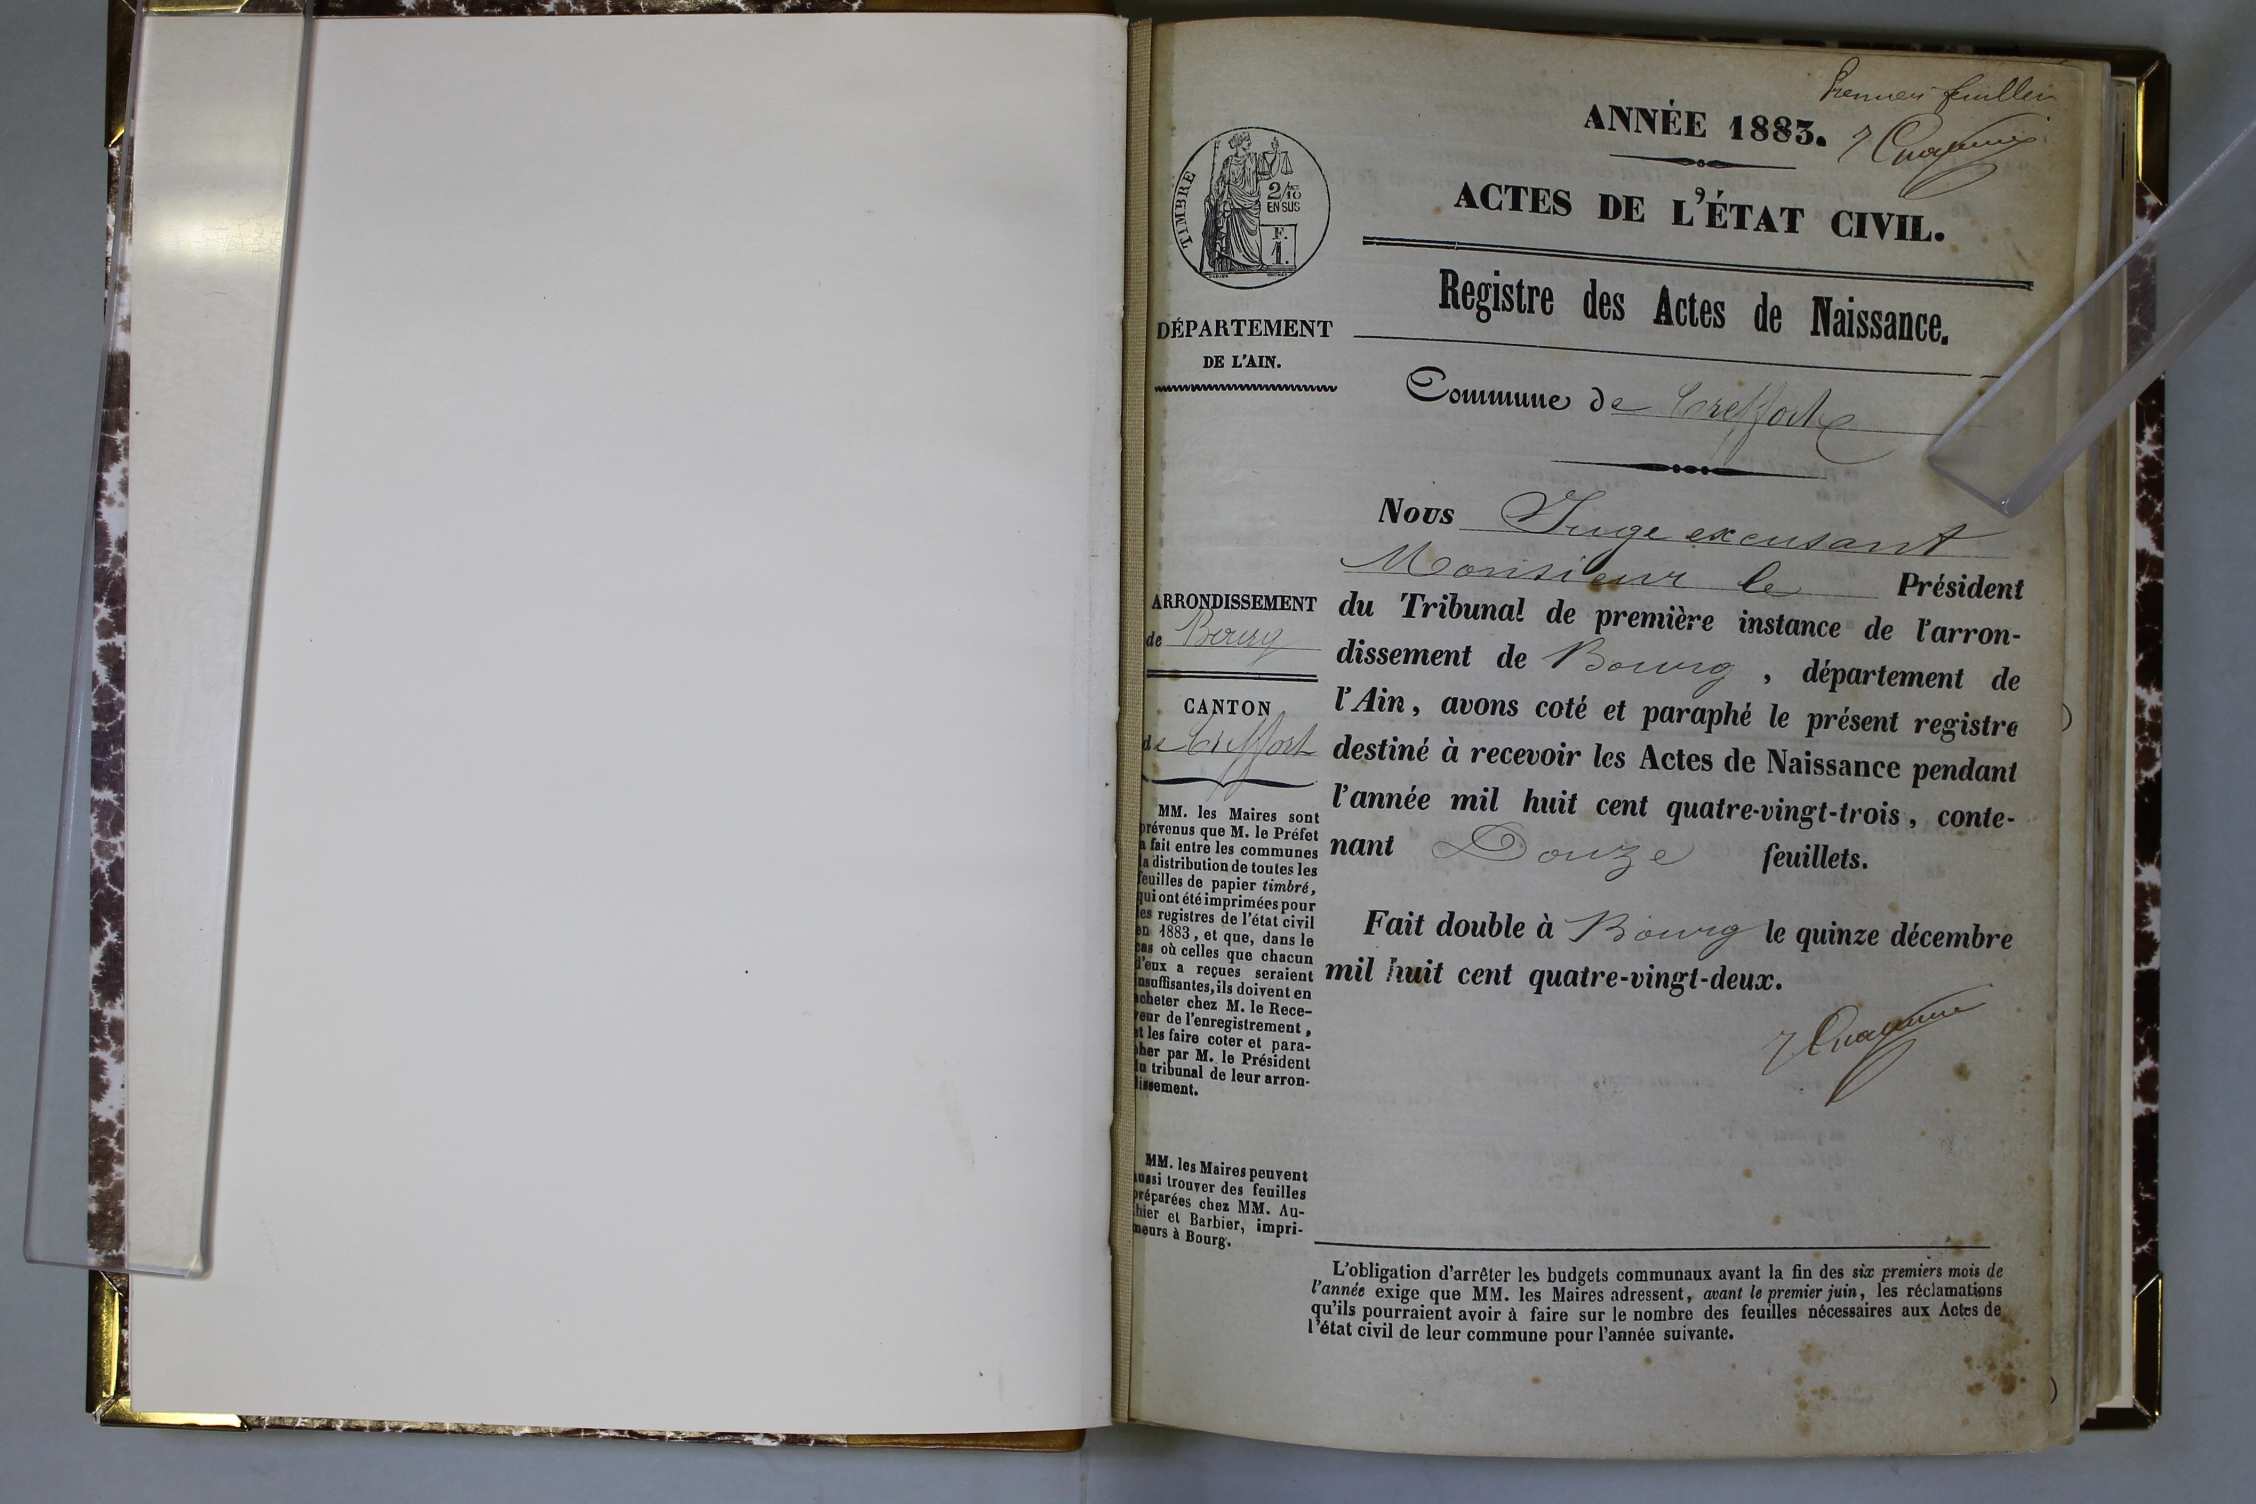 Premier feuillet
ANNÉE 1883.
TIMBRE
2/10
EN SUS
F.
1.
ACTES DE L'ÉTAT CIVIL.
Registre des Actes de Naissance.
DÉPARTEMENT
DE L'AIN.
Commune de Treffort
Nous Juge excusant
Monsieur le Président
du Tribunal de première instance de l'arron-
dissement de Bourg, département de
l'Ain, avons coté et paraphé le présent registre
destiné à recevoir les Actes de Naissance pendant
l'année mil huit cent quatre-vingt-trois, conte-
nant Douze feuillets.
Fait double à Bourg le quinze décembre
mil huit cent quatre-vingt-deux.
ARRONDISSEMENT
de Bourg
CANTON
de Treffort
MM. les Maires sont
prévenus que M. le Préfet
a fait entre les communes
la distribution de toutes les
feuilles de papier timbré,
qui ont été imprimées pour
les registres de l'état civil
en 1883, et que, dans le
cas où celles que chacun
d'eux a reçues seraient
insuffisantes, ils doivent en
acheter chez M. le Rece-
veur de l'enregistrement,
et les faire coter et para-
pher par M. le Président
du tribunal de leur arron-
dissement.
MM. les Maires peuvent
aussi trouver des feuilles
préparées chez MM. Au-
thier et Barbier, impri-
meurs à Bourg.
L'obligation d'arrêter les budgets communaux avant la fin des six premiers mois de
l'année exige que MM. les Maires adressent, avant le premier juin, les réclamations
qu'ils pourraient avoir à faire sur le nombre des feuilles nécessaires aux Actes de
l'état civil de leur commune pour l'année suivante.